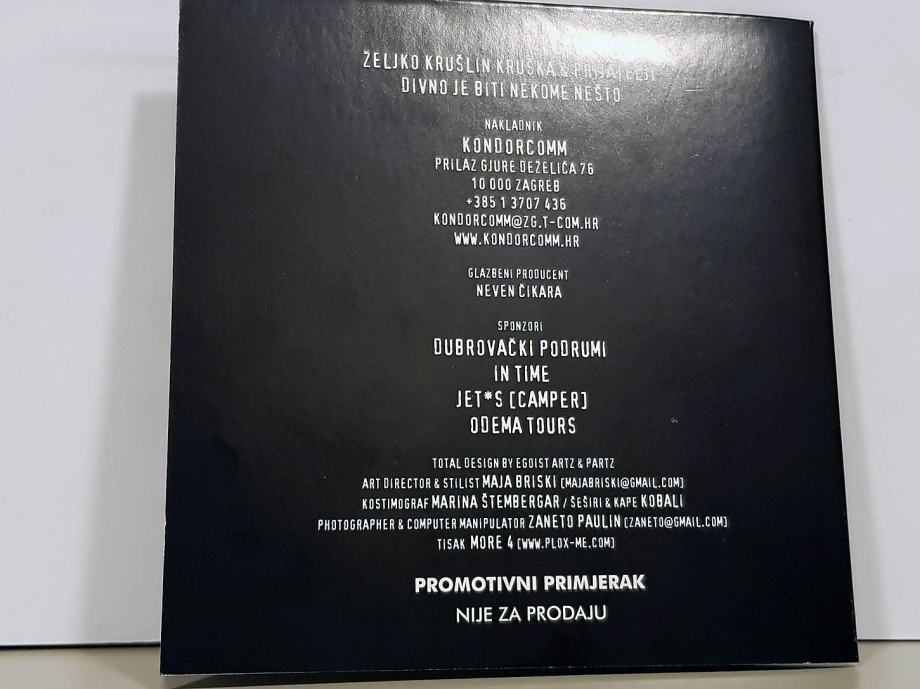 ŽELJKO KRUŠLIN KRUŠKA & PRIJATELJI
DIVNO JE BITI NEKOME NEŠTO
NAKLADNIK
KONDORCOMM
PRILAZ GJURE DEŽELIĆA 76
10 000 ZAGREB
+385 1 3707 436
KONDORCOMM@ZG.T-COM.HR
WWW.KONDORCOMM.HR
GLAZBENI PRODUCENT
NEVEN ČIKARA
SPONZORI
DUBROVAČKI PODRUMI
IN TIME
JET*S [CAMPER]
ODEMA TOURS
TOTAL DESIGN BY EGOIST ARTZ & PARTZ
ART DIRECTOR & STILIST MAJA BRISKI [MAJABRISKI@GMAIL.COM]
KOSTIMOGRAF MARINA ŠTEMBERGAR / ŠEŠIRI & KAPE KOBALI
PHOTOGRAPHER & COMPUTER MANIPULATOR ZANETO PAULIN [ZANETO@GMAIL.COM]
TISAK MORE 4 [WWW.PLOX-ME.COM]
PROMOTIVNI PRIMJERAK
NIJE ZA PRODAJU